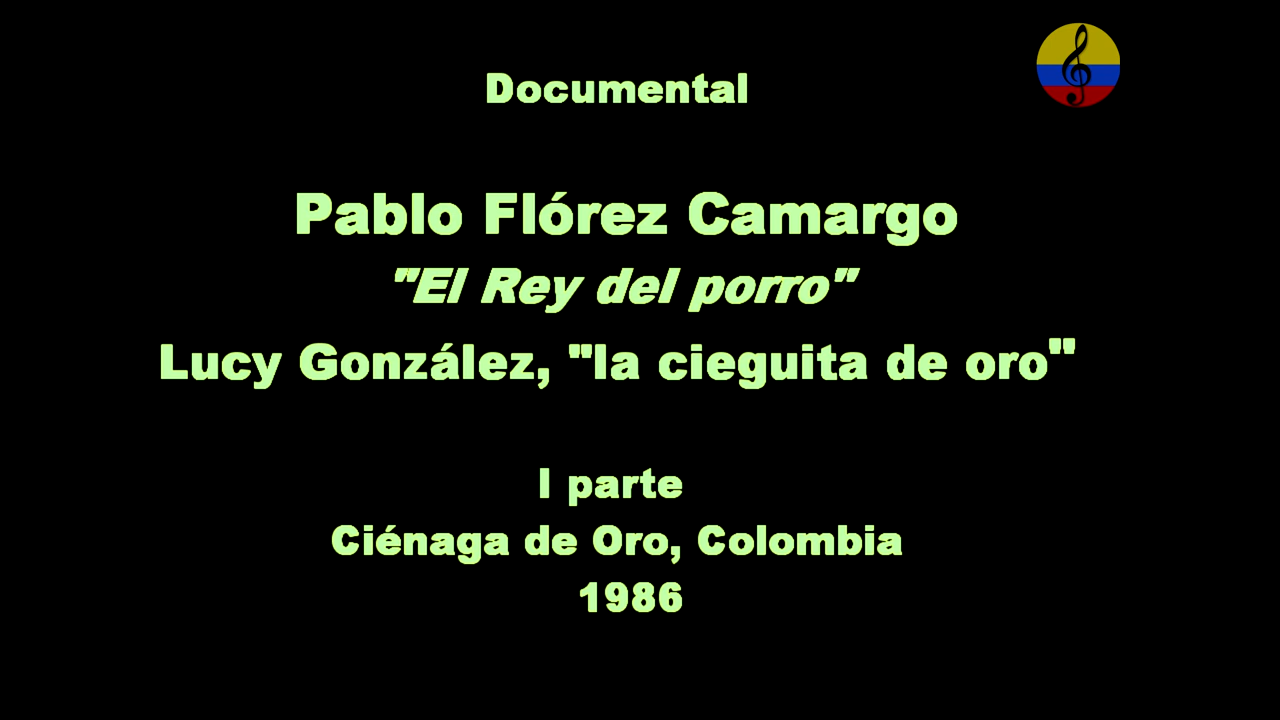 Documental
Pablo Flórez Camargo
"El Rey del porro"
Lucy González, "la cieguita de oro"
I parte
Ciénaga de Oro, Colombia
1986